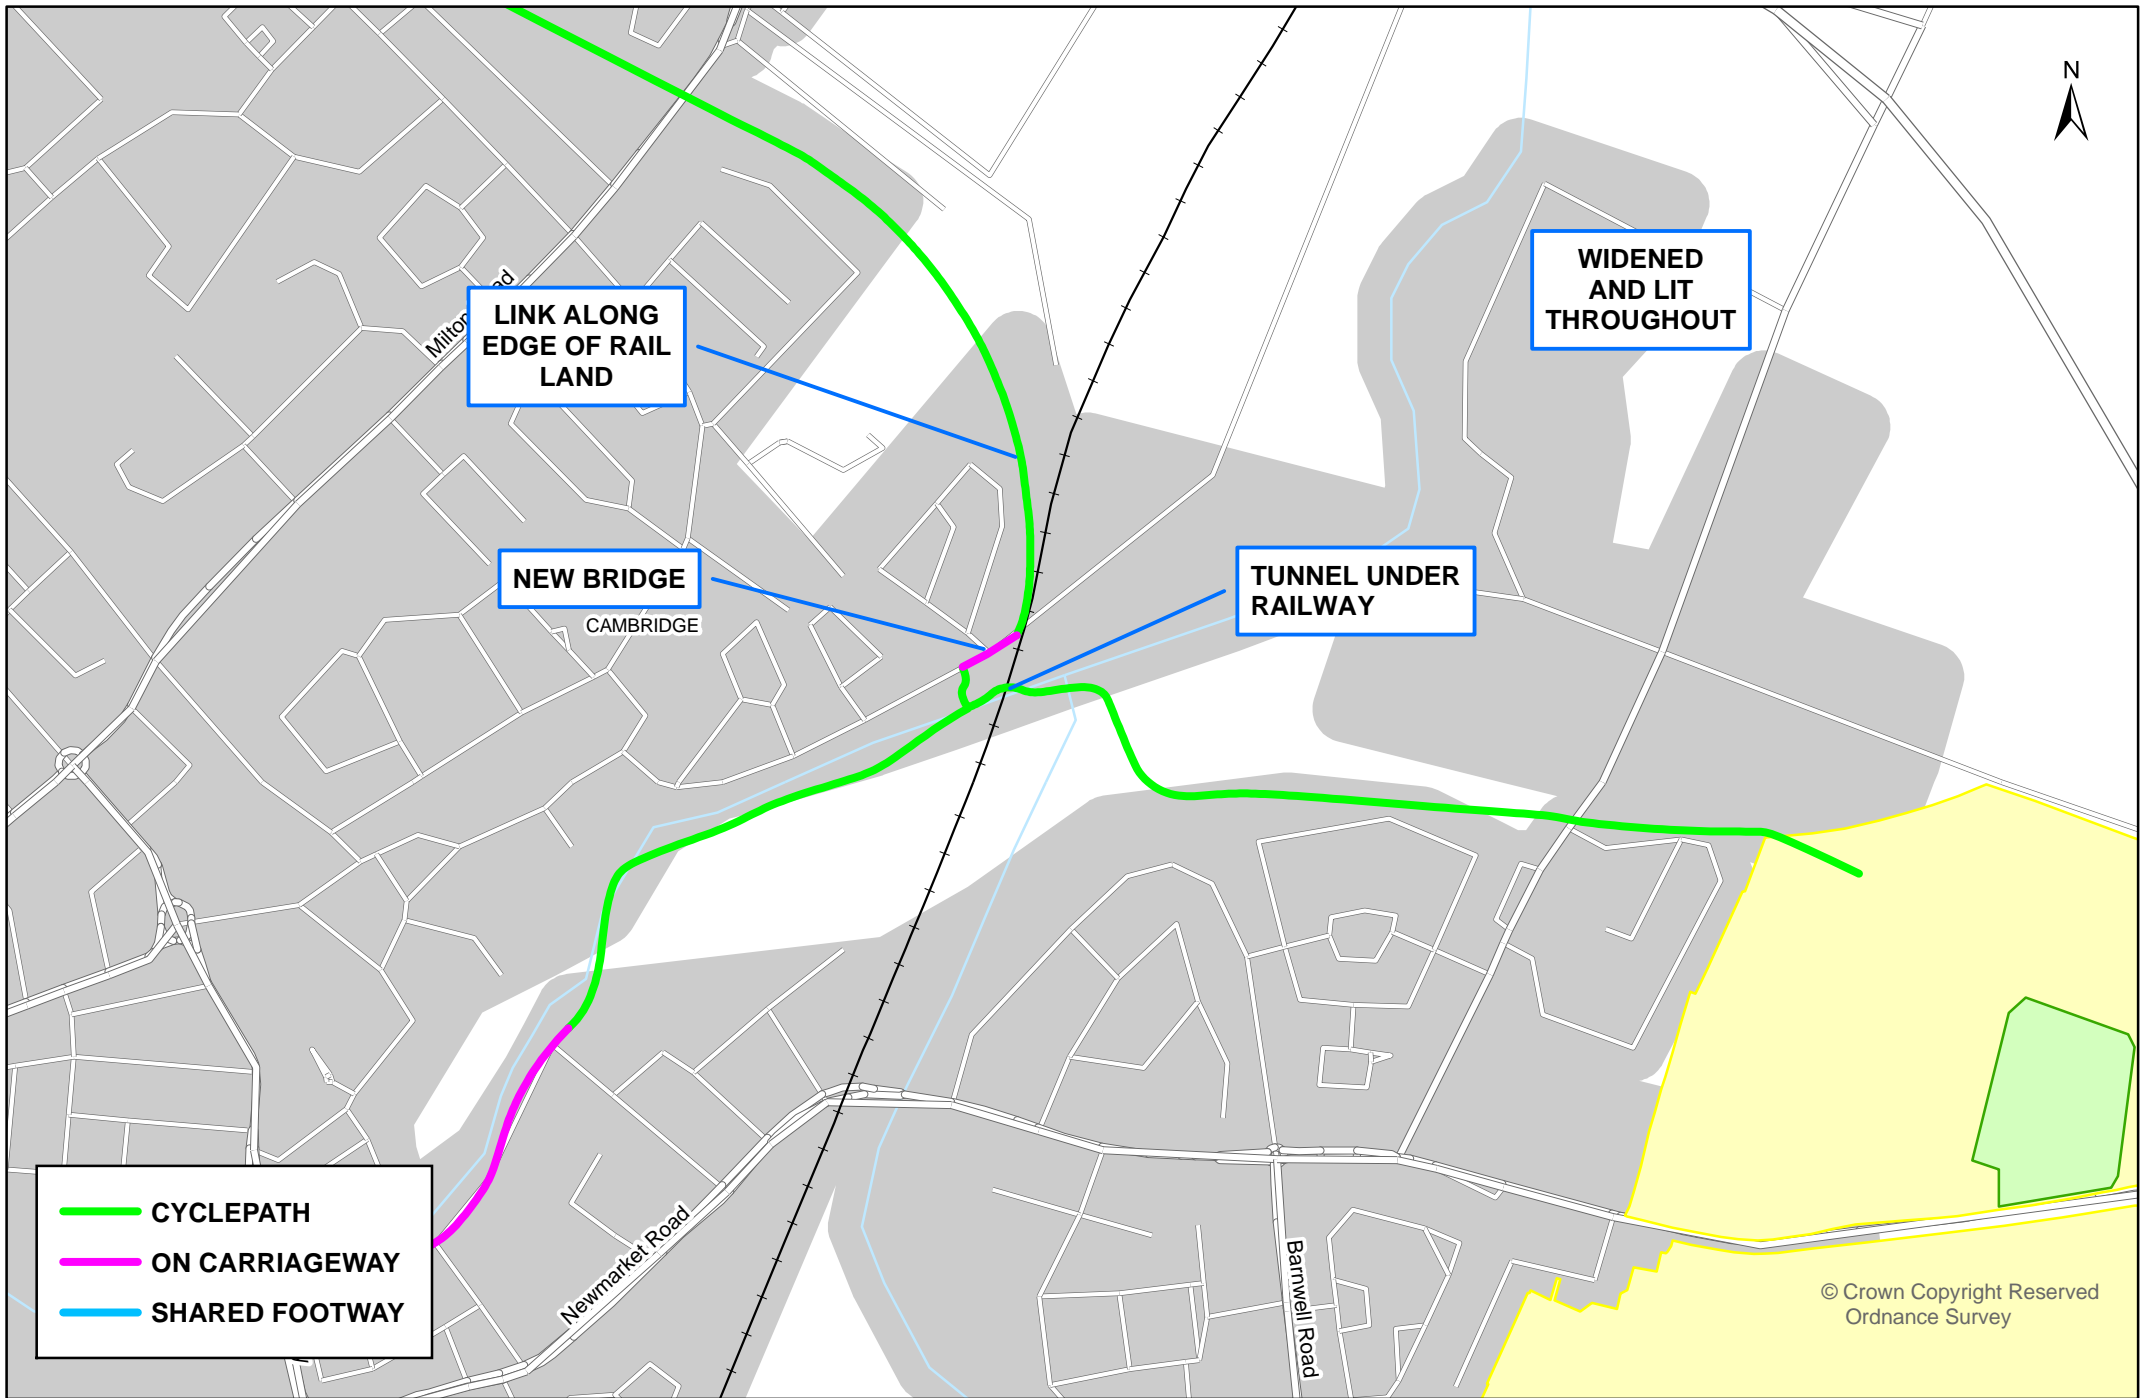 N
WIDENED
AND LIT
THROUGHOUT
LINK ALONG
EDGE OF RAIL
LAND
NEW BRIDGE
CAMBRIDGE
TUNNEL UNDER
RAILWAY
Newmarket Road
Barnwell Road
CYCLEPATH
ON CARRIAGEWAY
SHARED FOOTWAY
© Crown Copyright Reserved
Ordnance Survey